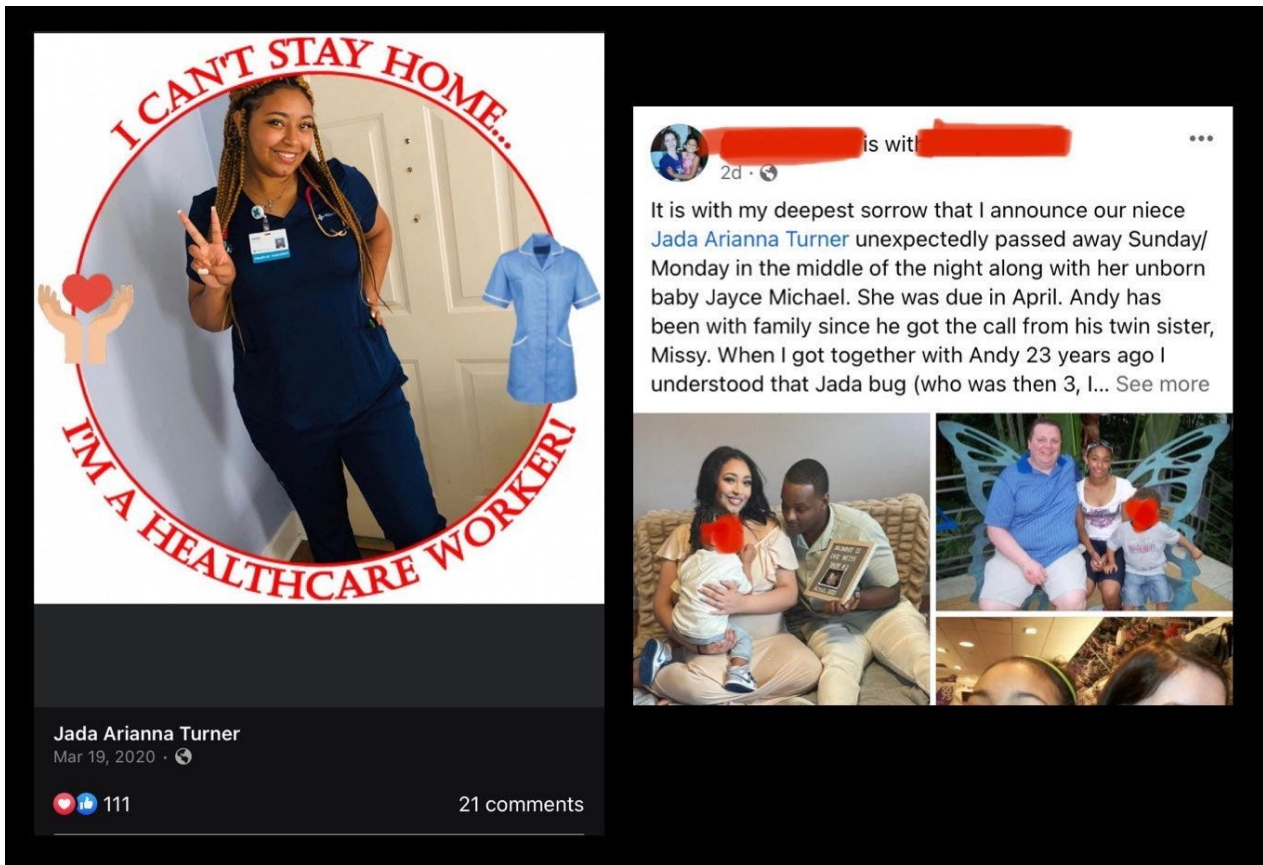 I CAN'T STAY HOME...
I'M A HEALTHCARE WORKER!
Jada Arianna Turner
Mar 19, 2020
111
21 comments
is with
2d
It is with my deepest sorrow that I announce our niece
Jada Arianna Turner unexpectedly passed away Sunday/
Monday in the middle of the night along with her unborn
baby Jayce Michael. She was due in April. Andy has
been with family since he got the call from his twin sister,
Missy. When I got together with Andy 23 years ago I
understood that Jada bug (who was then 3, I... See more